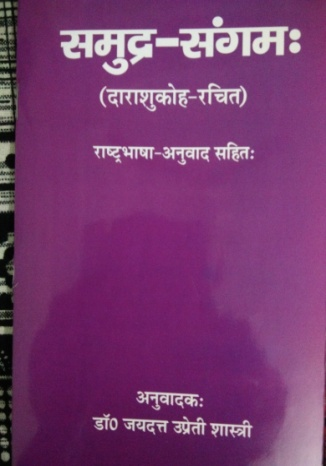 समुद्र-संगमः
(दाराशुकोह-रचित)
राष्ट्रभाषा-अनुवाद सहितः
अनुवादकः
डॉ० जयदत्त उप्रेती शास्त्री